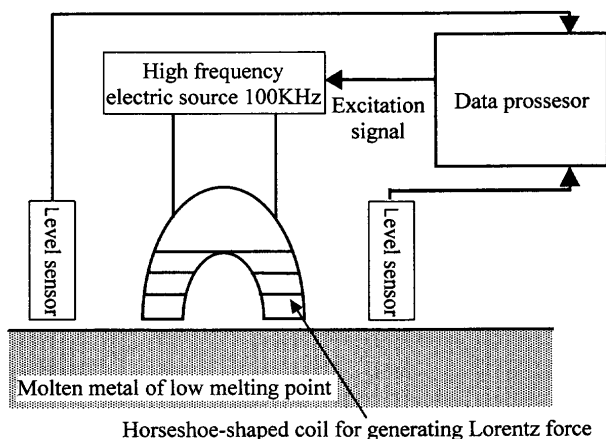 High frequency
electric source 100KHz
Excitation
signal
Data prossesor
Level sensor
Level sensor
Molten metal of low melting point
Horseshoe-shaped coil for generating Lorentz force